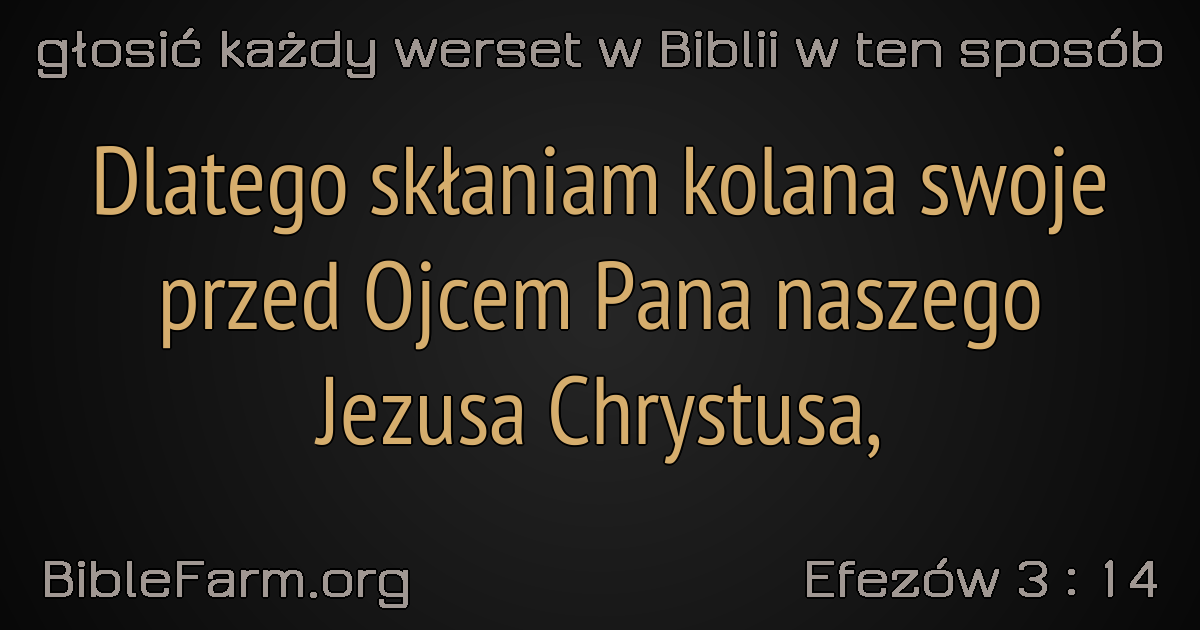 głosić każdy werset w Biblii w ten sposób
Dlatego skłaniam kolana swoje
przed Ojcem Pana naszego
Jezusa Chrystusa,
BibleFarm.org
Efezów 3 : 14